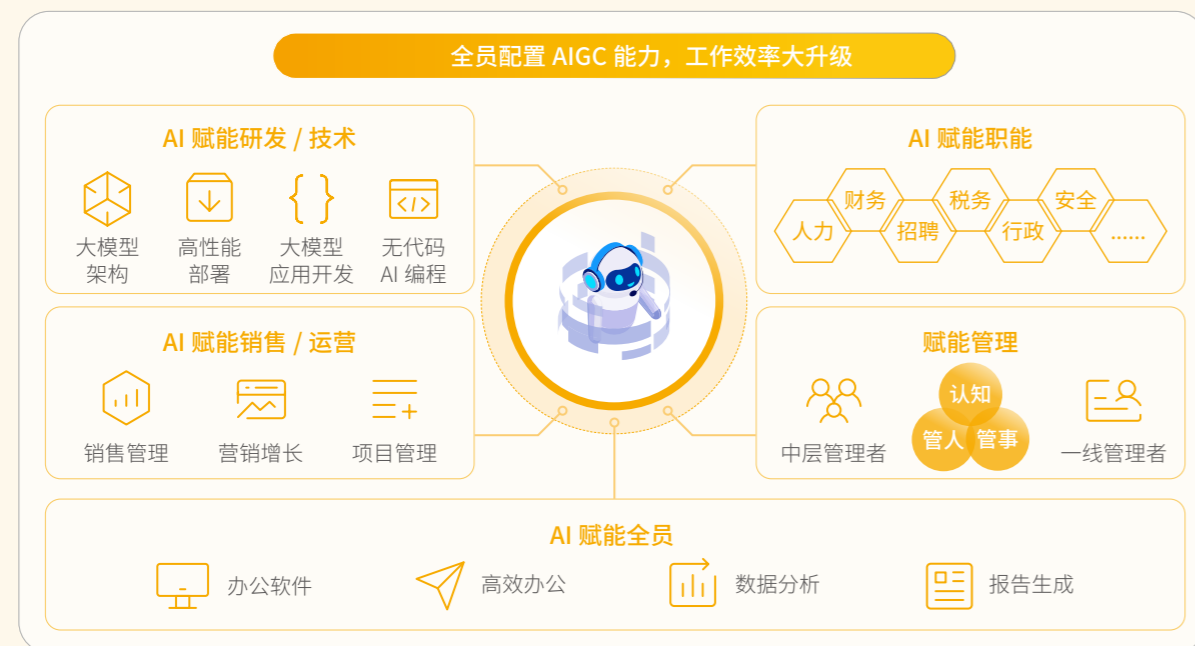 全员配置 AIGC 能力，工作效率大升级
AI 赋能研发 / 技术
大模型
架构
高性能
部署
大模型
应用开发
无代码
AI 编程
AI 赋能职能
人力
财务
招聘
税务
行政
安全
......
AI 赋能销售 / 运营
销售管理
营销增长
项目管理
赋能管理
中层管理者
认知
管人
管事
一线管理者
AI 赋能全员
办公软件
高效办公
数据分析
报告生成